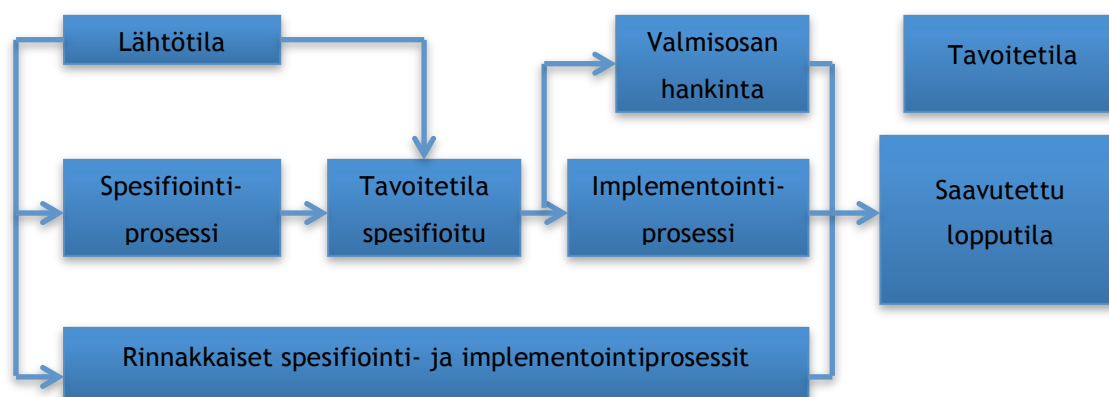 Lähtötila
Valmisosan
hankinta
Tavoitetila
Spesifiointi-
prosessi
Tavoitetila
spesifioitu
Implementointi-
prosessi
Saavutettu
lopputila
Rinnakkaiset spesifiointi- ja implementointiprosessit